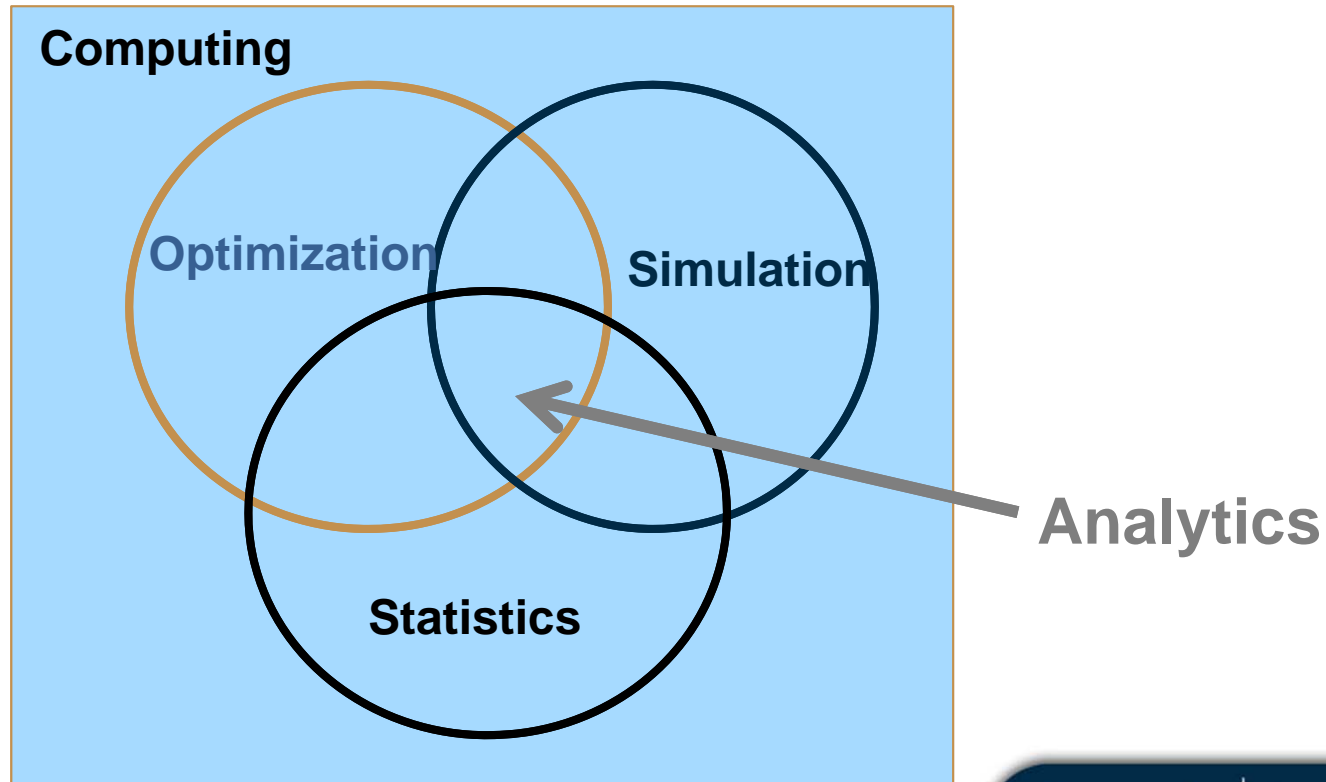 Computing
Optimization
Simulation
Analytics
Statistics